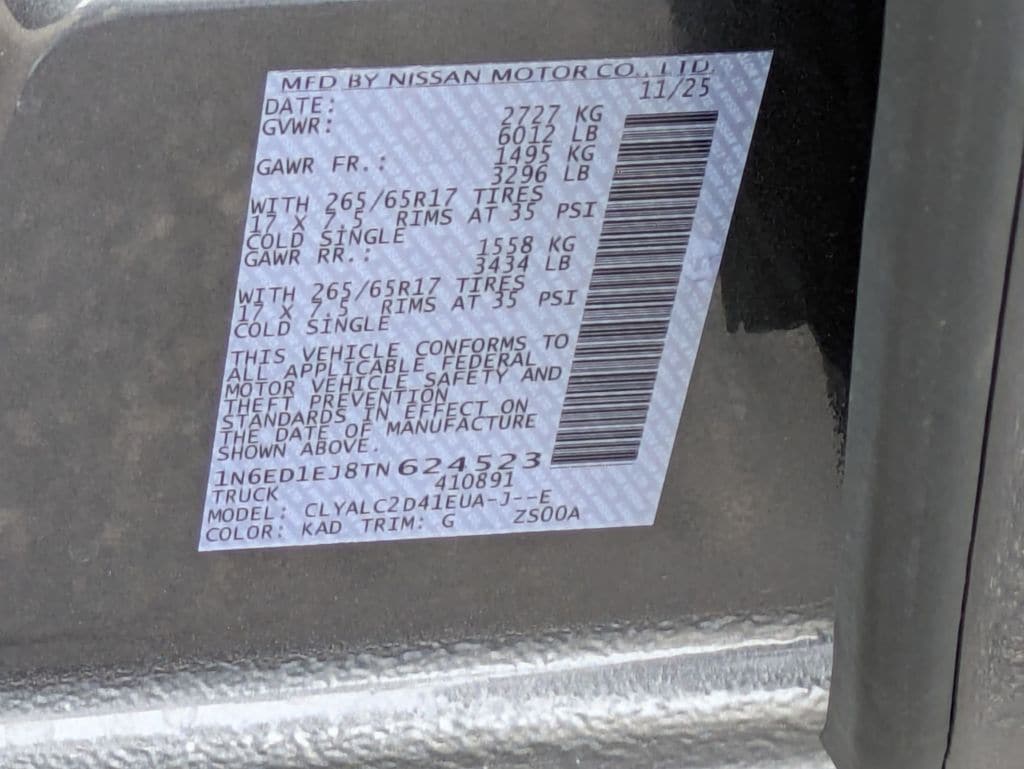 MFD BY NISSAN MOTOR CO., LTD.
DATE: 11/25
GVWR: 2727 KG
6012 LB
GAWR FR.: 1495 KG
3296 LB
WITH 265/65R17 TIRES
17 X 7.5 RIMS AT 35 PSI
COLD SINGLE
GAWR RR.: 1558 KG
3434 LB
WITH 265/65R17 TIRES
17 X 7.5 RIMS AT 35 PSI
COLD SINGLE
THIS VEHICLE CONFORMS TO
ALL APPLICABLE FEDERAL
MOTOR VEHICLE SAFETY AND
THEFT PREVENTION
STANDARDS IN EFFECT ON
THE DATE OF MANUFACTURE
SHOWN ABOVE.
1N6ED1EJ8TN624523
TRUCK 410891
MODEL: CLYALC2D41EUA-J--E
COLOR: KAD TRIM: G ZS00A